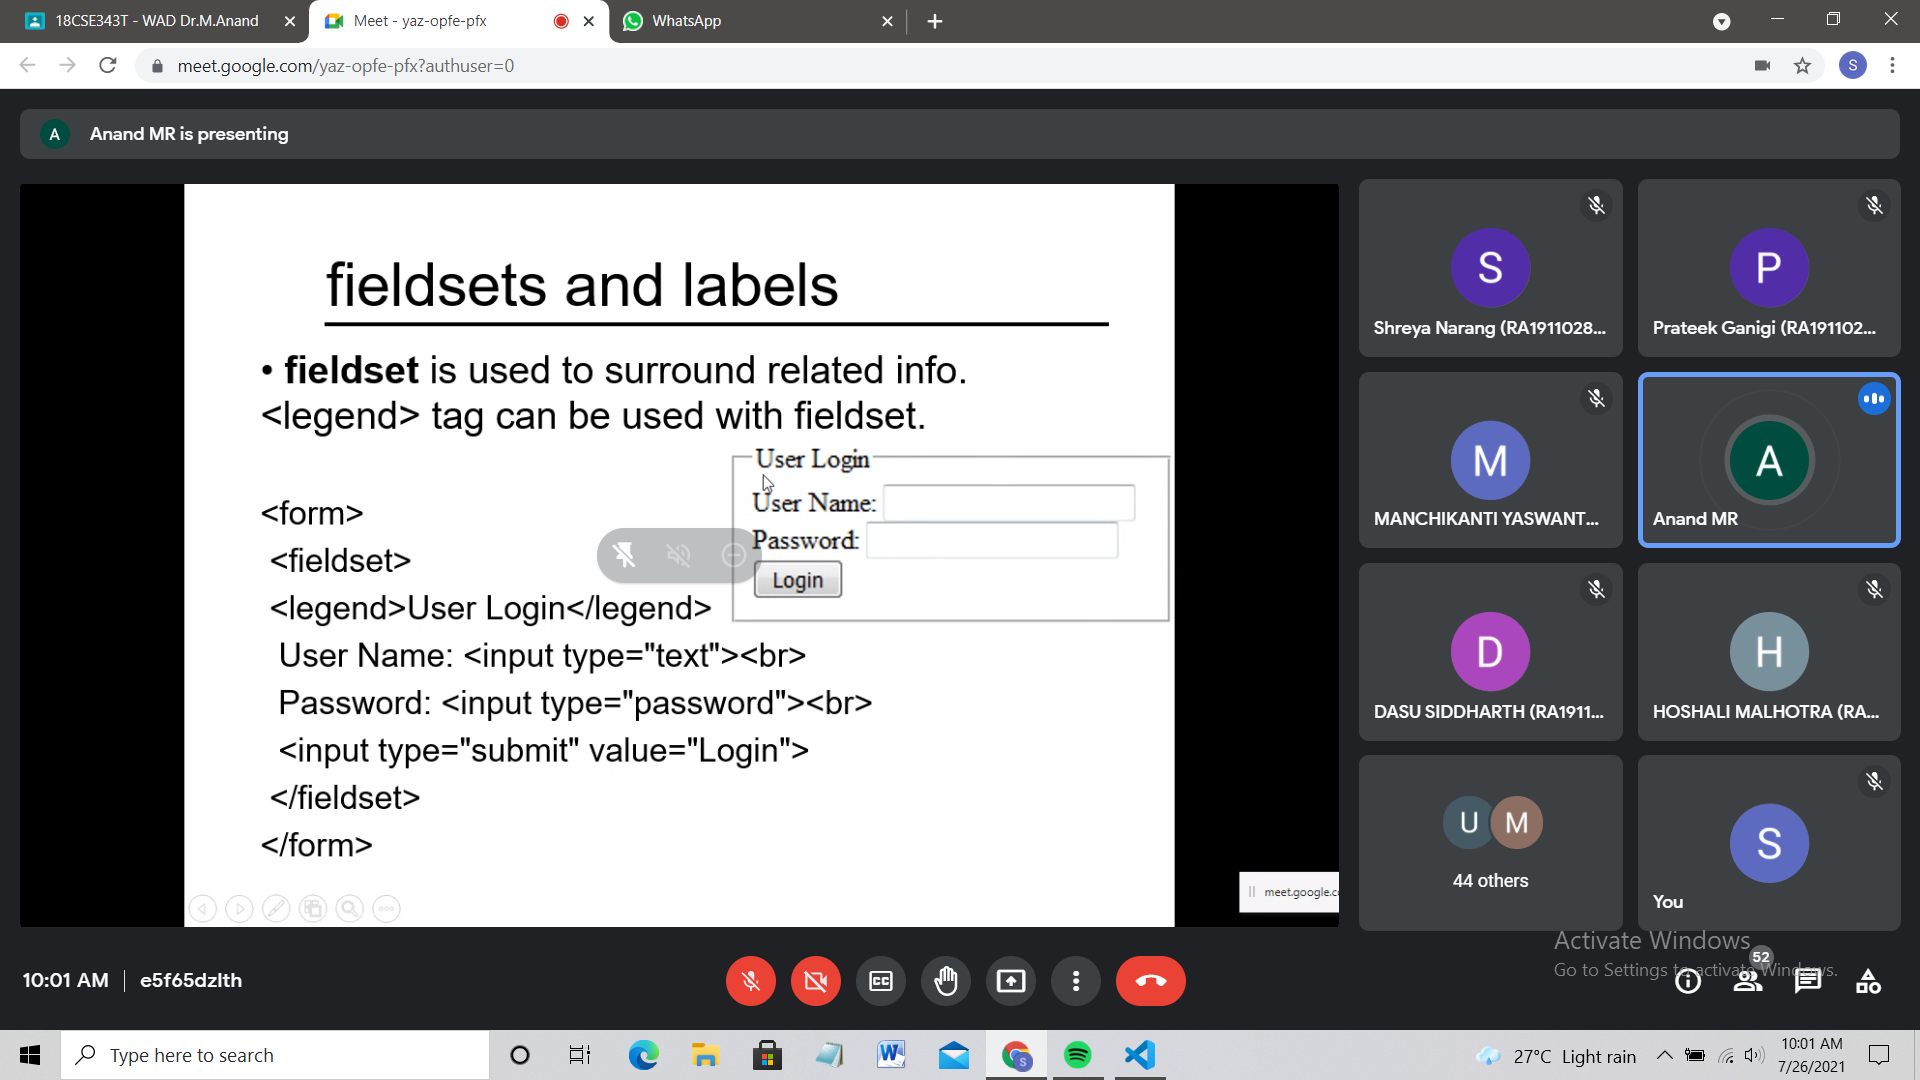 18CSE343T - WAD Dr.M.Anand
Meet - yaz-opfe-pfx
WhatsApp
meet.google.com/yaz-opfe-pfx?authuser=0
S
A
Anand MR is presenting
fieldsets and labels
• fieldset is used to surround related info.
<legend> tag can be used with fieldset.
User Login
User Name:
Password:
Login
<form>
<fieldset>
<legend>User Login</legend>
User Name: <input type="text"><br>
Password: <input type="password"><br>
<input type="submit" value="Login">
</fieldset>
</form>
meet.google.c
S
Shreya Narang (RA1911028...
P
Prateek Ganigi (RA191102...
M
MANCHIKANTI YASWANT...
A
Anand MR
D
DASU SIDDHARTH (RA1911...
H
HOSHALI MALHOTRA (RA...
U M
44 others
S
You
Activate Windows
Go to Settings to activate Windows.
10:01 AM | e5f65dzlth
52
Type here to search
27°C Light rain
10:01 AM
7/26/2021